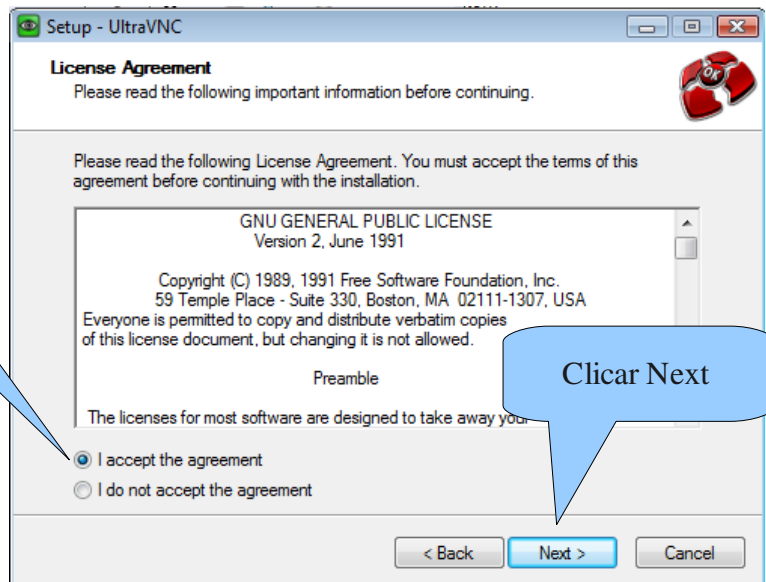 Setup - UltraVNC
License Agreement
Please read the following important information before continuing.
OK
Please read the following License Agreement. You must accept the terms of this
agreement before continuing with the installation.
GNU GENERAL PUBLIC LICENSE
Version 2, June 1991
Copyright (C) 1989, 1991 Free Software Foundation, Inc.
59 Temple Place - Suite 330, Boston, MA 02111-1307, USA
Everyone is permitted to copy and distribute verbatim copies
of this license document, but changing it is not allowed.
Preamble
The licenses for most software are designed to take away your
Clicar Next
I accept the agreement
I do not accept the agreement
< Back
Next >
Cancel